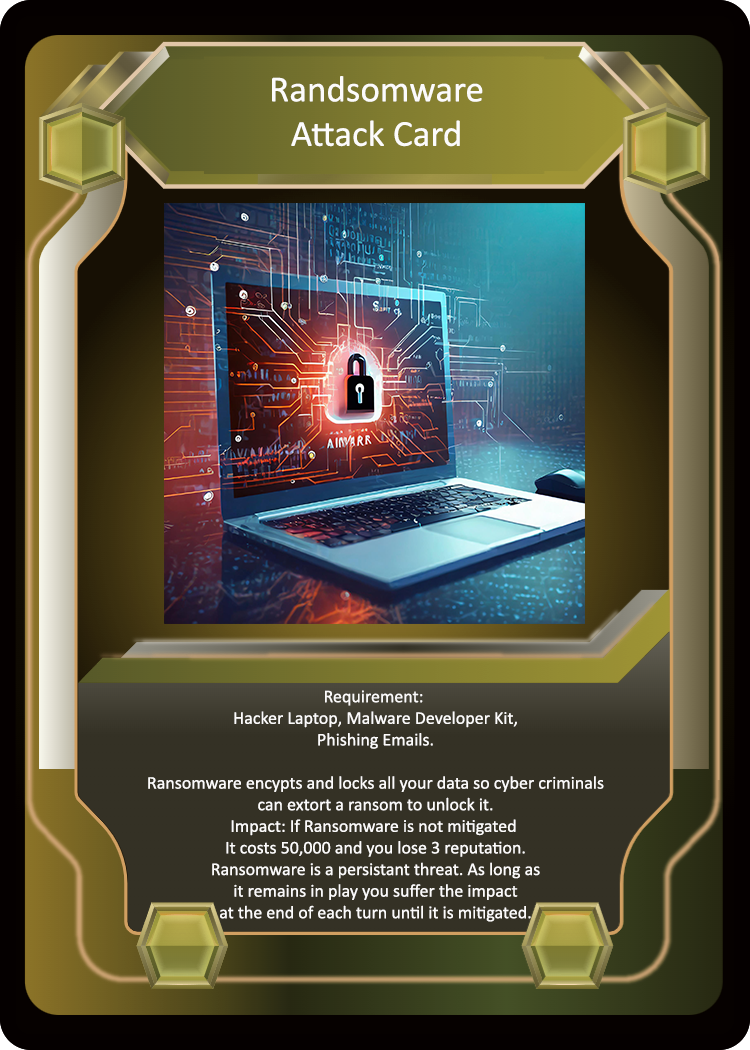 Randsomware
Attack Card
Requirement:
Hacker Laptop, Malware Developer Kit,
Phishing Emails.
Ransomware encypts and locks all your data so cyber criminals
can extort a ransom to unlock it.
Impact: If Ransomware is not mitigated
It costs 50,000 and you lose 3 reputation.
Ransomware is a persistant threat. As long as
it remains in play you suffer the impact
at the end of each turn until it is mitigated.